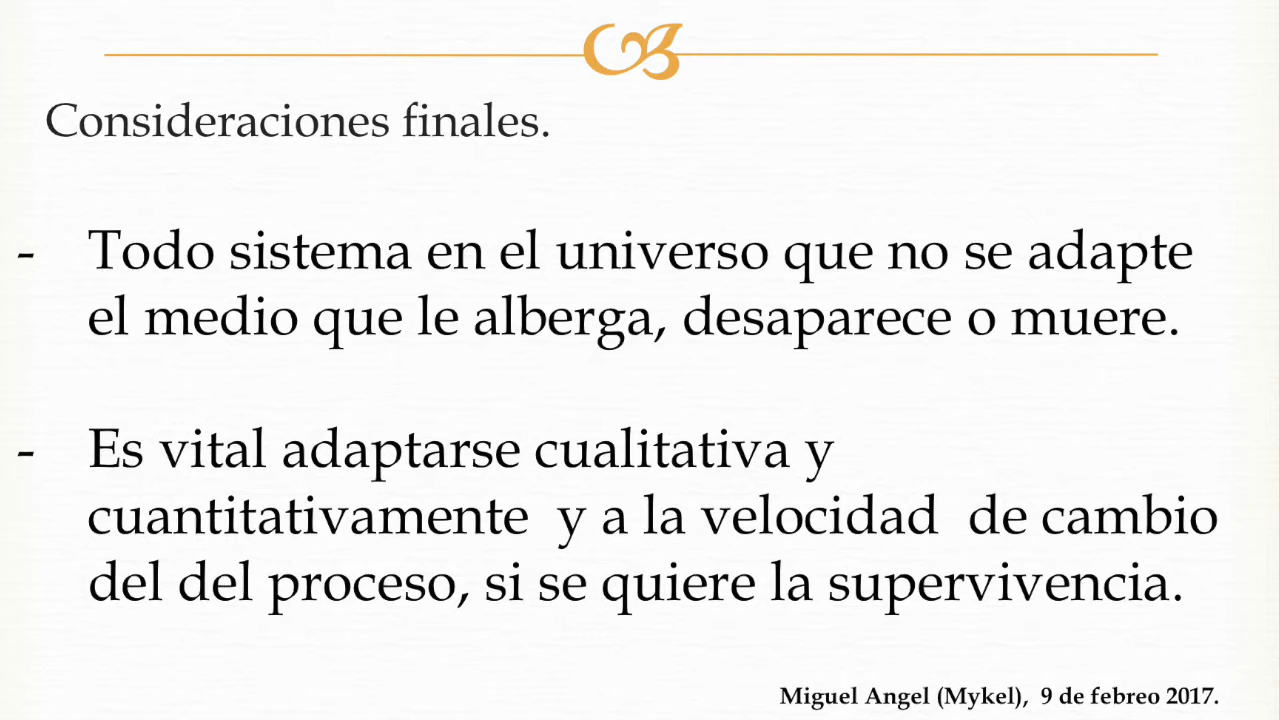 Consideraciones finales.
- Todo sistema en el universo que no se adapte
el medio que le alberga, desaparece o muere.
- Es vital adaptarse cualitativa y
cuantitativamente y a la velocidad de cambio
del del proceso, si se quiere la supervivencia.
Miguel Angel (Mykel), 9 de febreo 2017.